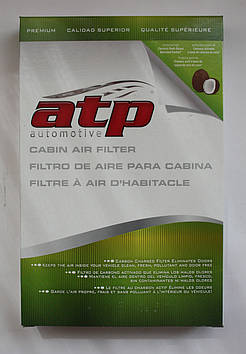 PREMIUM CALIDAD SUPERIOR QUALITÉ SUPÉRIEURE
atp
automotive
CABIN AIR FILTER
FILTRO DE AIRE PARA CABINA
FILTRE À AIR D'HABITACLE
CARBON CHARGED FILTER ELIMINATES ODORS
KEEPS THE AIR INSIDE YOUR VEHICLE CLEAN, FRESH, POLLUTANT AND ODOR FREE
FILTRO DE CARBONO ACTIVADO QUE ELIMINA LOS MALOS OLORES
MANTIENE EL AIRE DENTRO DEL VEHÍCULO LIMPIO, FRESCO,
SIN CONTAMINANTES NI MALOS OLORES
LE FILTRE AU CHARBON ACTIF ÉLIMINE LES ODEURS
GARDE L'AIR PROPRE, FRAIS ET SANS POLLUANT À L'INTÉRIEUR DU VÉHICULE